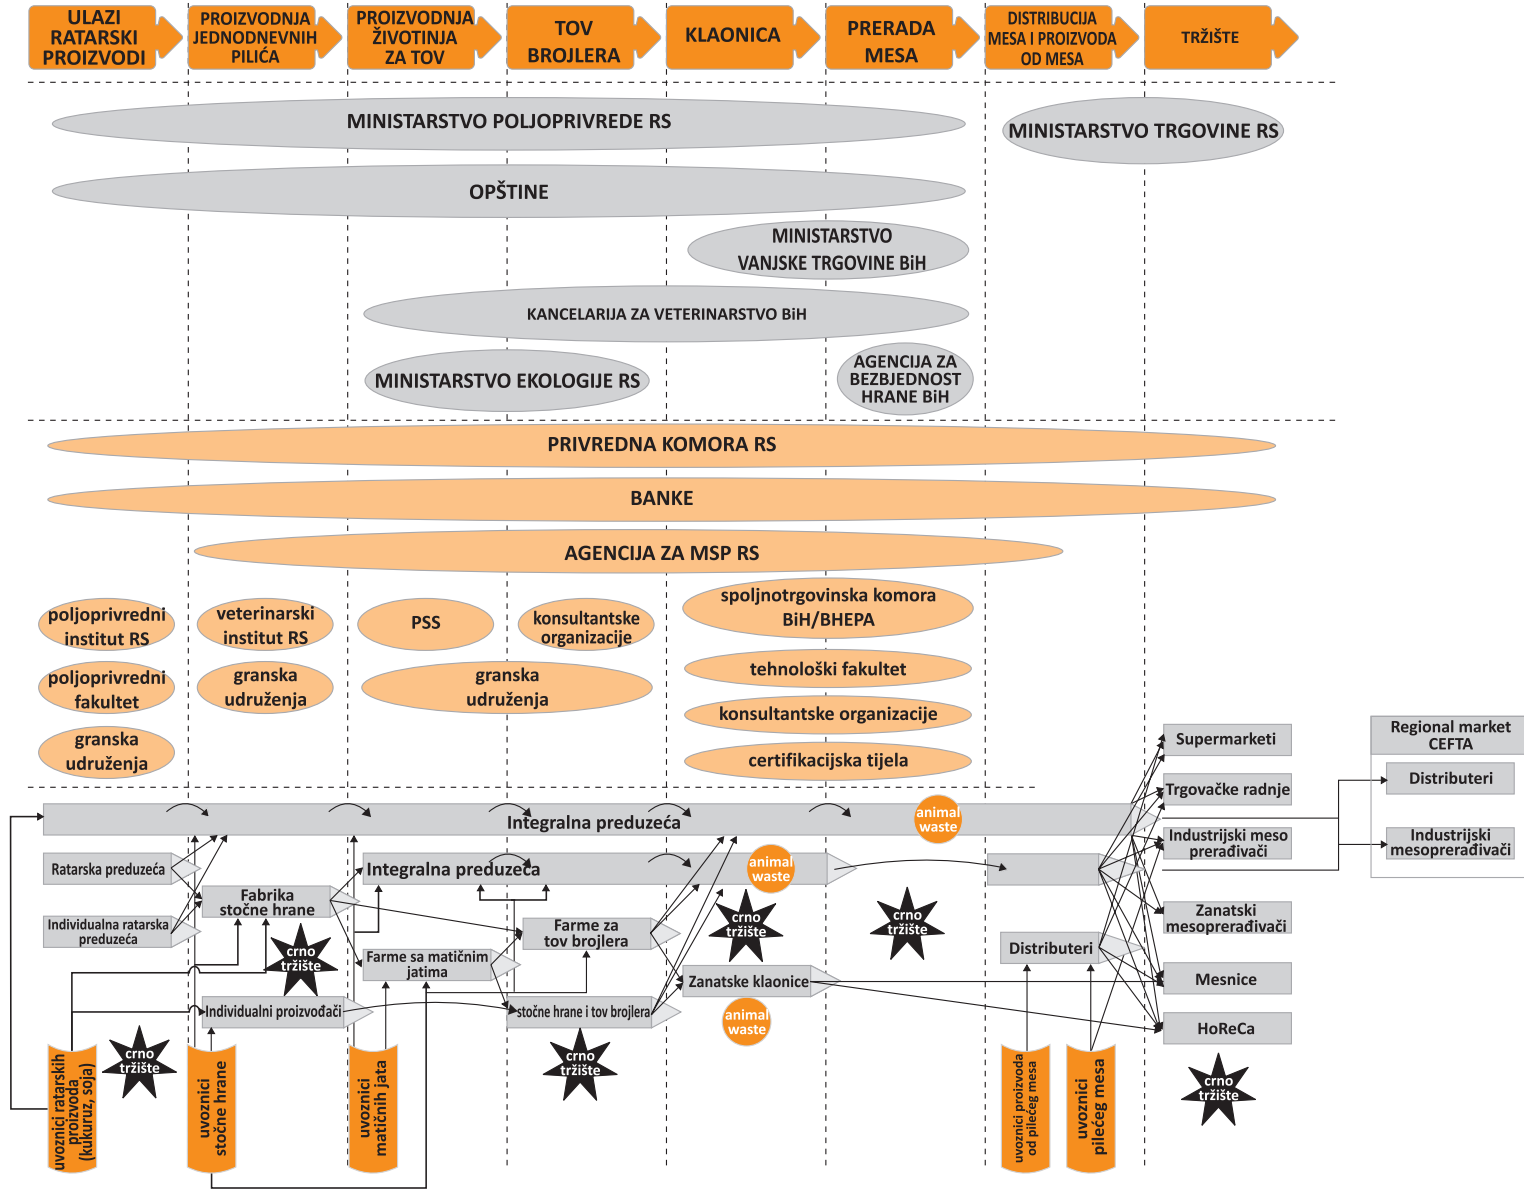 ULAZI
RATARSKI
PROIZVODI
PROIZVODNJA
JEDNODNEVNIH
PILIĆA
PROIZVODNJA
ŽIVOTINJA
ZA TOV
TOV
BROJLERA
KLAONICA
PRERADA
MESA
DISTRIBUCIJA
MESA I PROIZVODA
OD MESA
TRŽIŠTE
MINISTARSTVO POLJOPRIVREDE RS
MINISTARSTVO TRGOVINE RS
OPŠTINE
MINISTARSTVO
VANJSKE TRGOVINE BiH
KANCELARIJA ZA VETERINARSTVO BiH
MINISTARSTVO EKOLOGIJE RS
AGENCIJA ZA
BEZBJEDNOST
HRANE BiH
PRIVREDNA KOMORA RS
BANKE
AGENCIJA ZA MSP RS
poljoprivredni
institut RS
veterinarski
institut RS
PSS
konsultantske
organizacije
spoljnotrgovinska komora
BiH/BHEPA
poljoprivredni
fakultet
granska
udruženja
granska
udruženja
tehnološki fakultet
konsultantske organizacije
granska
udruženja
certifikacijska tijela
Supermarketi
Regional market
CEFTA
Distributeri
Trgovačke radnje
Integralna preduzeća
animal
waste
Industrijski meso
prerađivači
Industrijski
mesoprerađivači
Ratarska preduzeća
Integralna preduzeća
animal
waste
Fabrika
stočne hrane
Individualna ratarska
preduzeća
Farme za
tov brojlera
crno
tržište
crno
tržište
Zanatski
mesoprerađivači
crno
tržište
Farme sa matičnim
jatima
Distributeri
Zanatske klaonice
Mesnice
Individualni proizvođači
stočne hrane i tov brojlera
animal
waste
HoReCa
crno
tržište
crno
tržište
crno
tržište
uvoznici ratarskih
proizvoda
(kukuruz, soja)
uvoznici
stočne hrane
uvoznici
matičnih jata
uvoznici proizvoda
od pilećeg mesa
uvoznici
pilećeg mesa